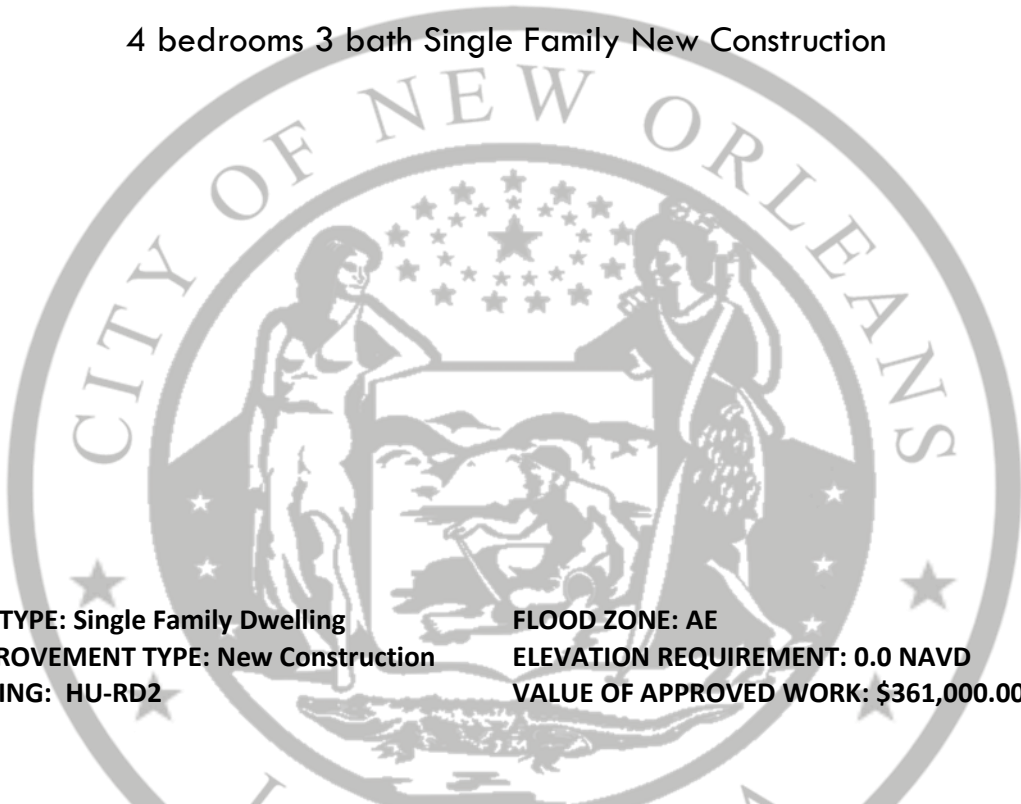 4 bedrooms 3 bath Single Family New Construction
CITY OF NEW ORLEANS
TYPE: Single Family Dwelling
FLOOD ZONE: AE
ROVEMENT TYPE: New Construction
ELEVATION REQUIREMENT: 0.0 NAVD
ING: HU-RD2
VALUE OF APPROVED WORK: $361,000.00